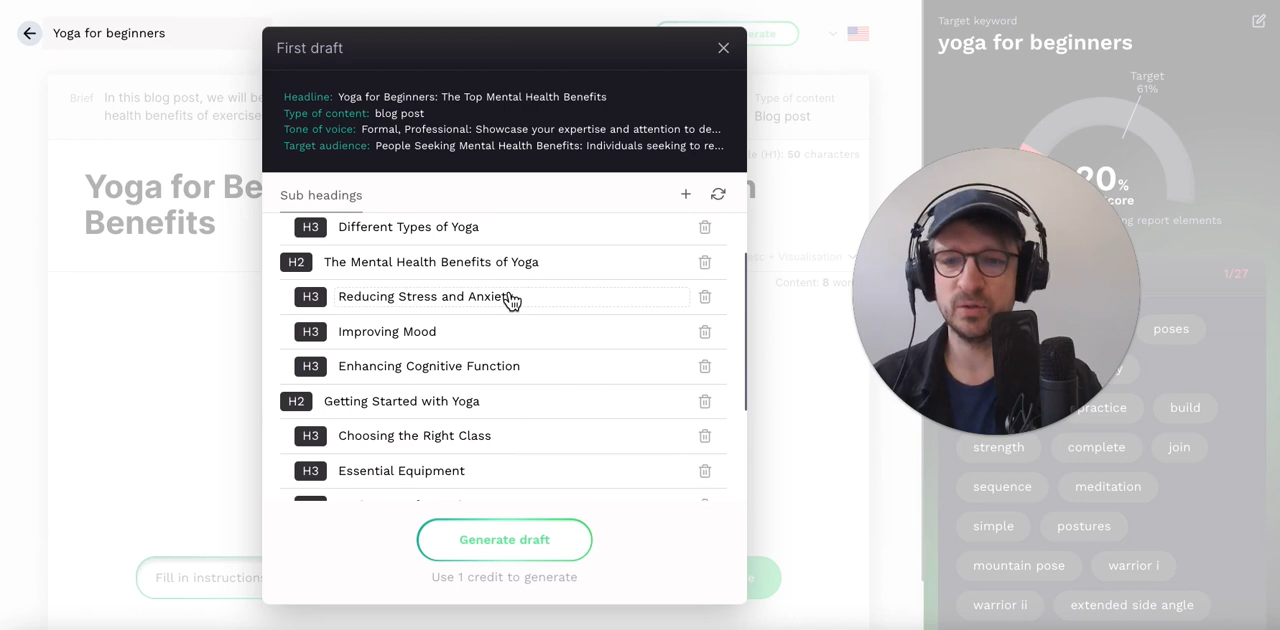 Yoga for beginners
Brief
In this blog post, we will be
health benefits of exercise
Type of content
Blog post
(H1): 50 characters
Yoga for Be
Benefits
Content: 8 wor
Fill in instructions
First draft
Headline: Yoga for Beginners: The Top Mental Health Benefits
Type of content: blog post
Tone of voice: Formal, Professional: Showcase your expertise and attention to de...
Target audience: People Seeking Mental Health Benefits: Individuals seeking to re...
Sub headings
H3 Different Types of Yoga
H2 The Mental Health Benefits of Yoga
H3 Reducing Stress and Anxiety
H3 Improving Mood
H3 Enhancing Cognitive Function
H2 Getting Started with Yoga
H3 Choosing the Right Class
H3 Essential Equipment
Generate draft
Use 1 credit to generate
Target keyword
yoga for beginners
Target
61%
20%
core
report elements
1/27
poses
practice
build
strength
complete
join
sequence
meditation
simple
postures
mountain pose
warrior i
warrior ii
extended side angle